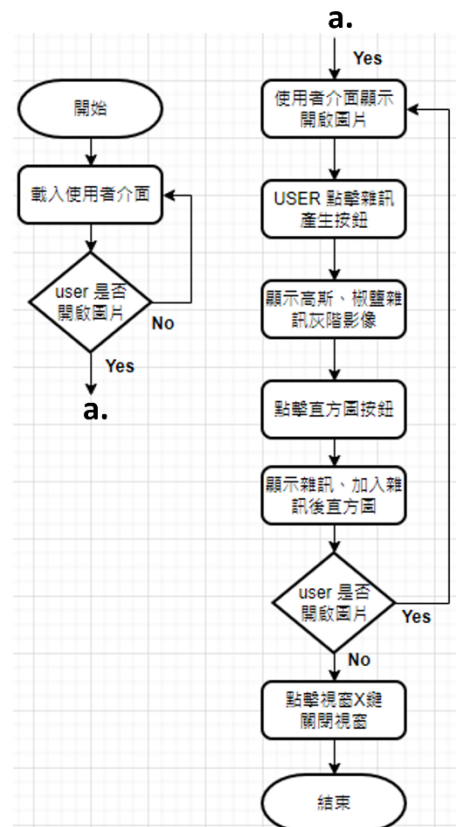 開始
載入使用者介面
user 是否
開啟圖片
No
Yes
a.
a.
Yes
使用者介面顯示
開啟圖片
USER 點擊雜訊
產生按鈕
顯示高斯、椒鹽雜
訊灰階影像
點擊直方圖按鈕
顯示雜訊、加入雜
訊後直方圖
user 是否
開啟圖片
Yes
No
點擊視窗X鍵
關閉視窗
結束